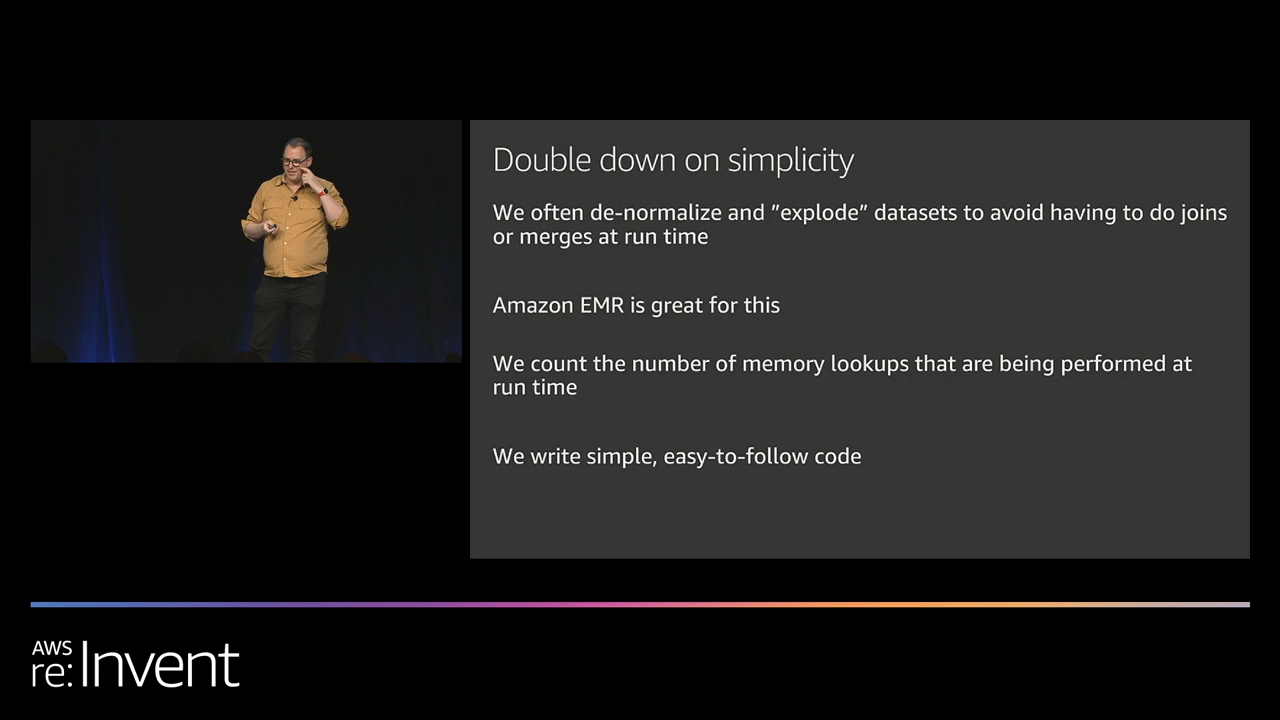 Double down on simplicity
We often de-normalize and ”explode” datasets to avoid having to do joins
or merges at run time
Amazon EMR is great for this
We count the number of memory lookups that are being performed at
run time
We write simple, easy-to-follow code
AWS
re:Invent